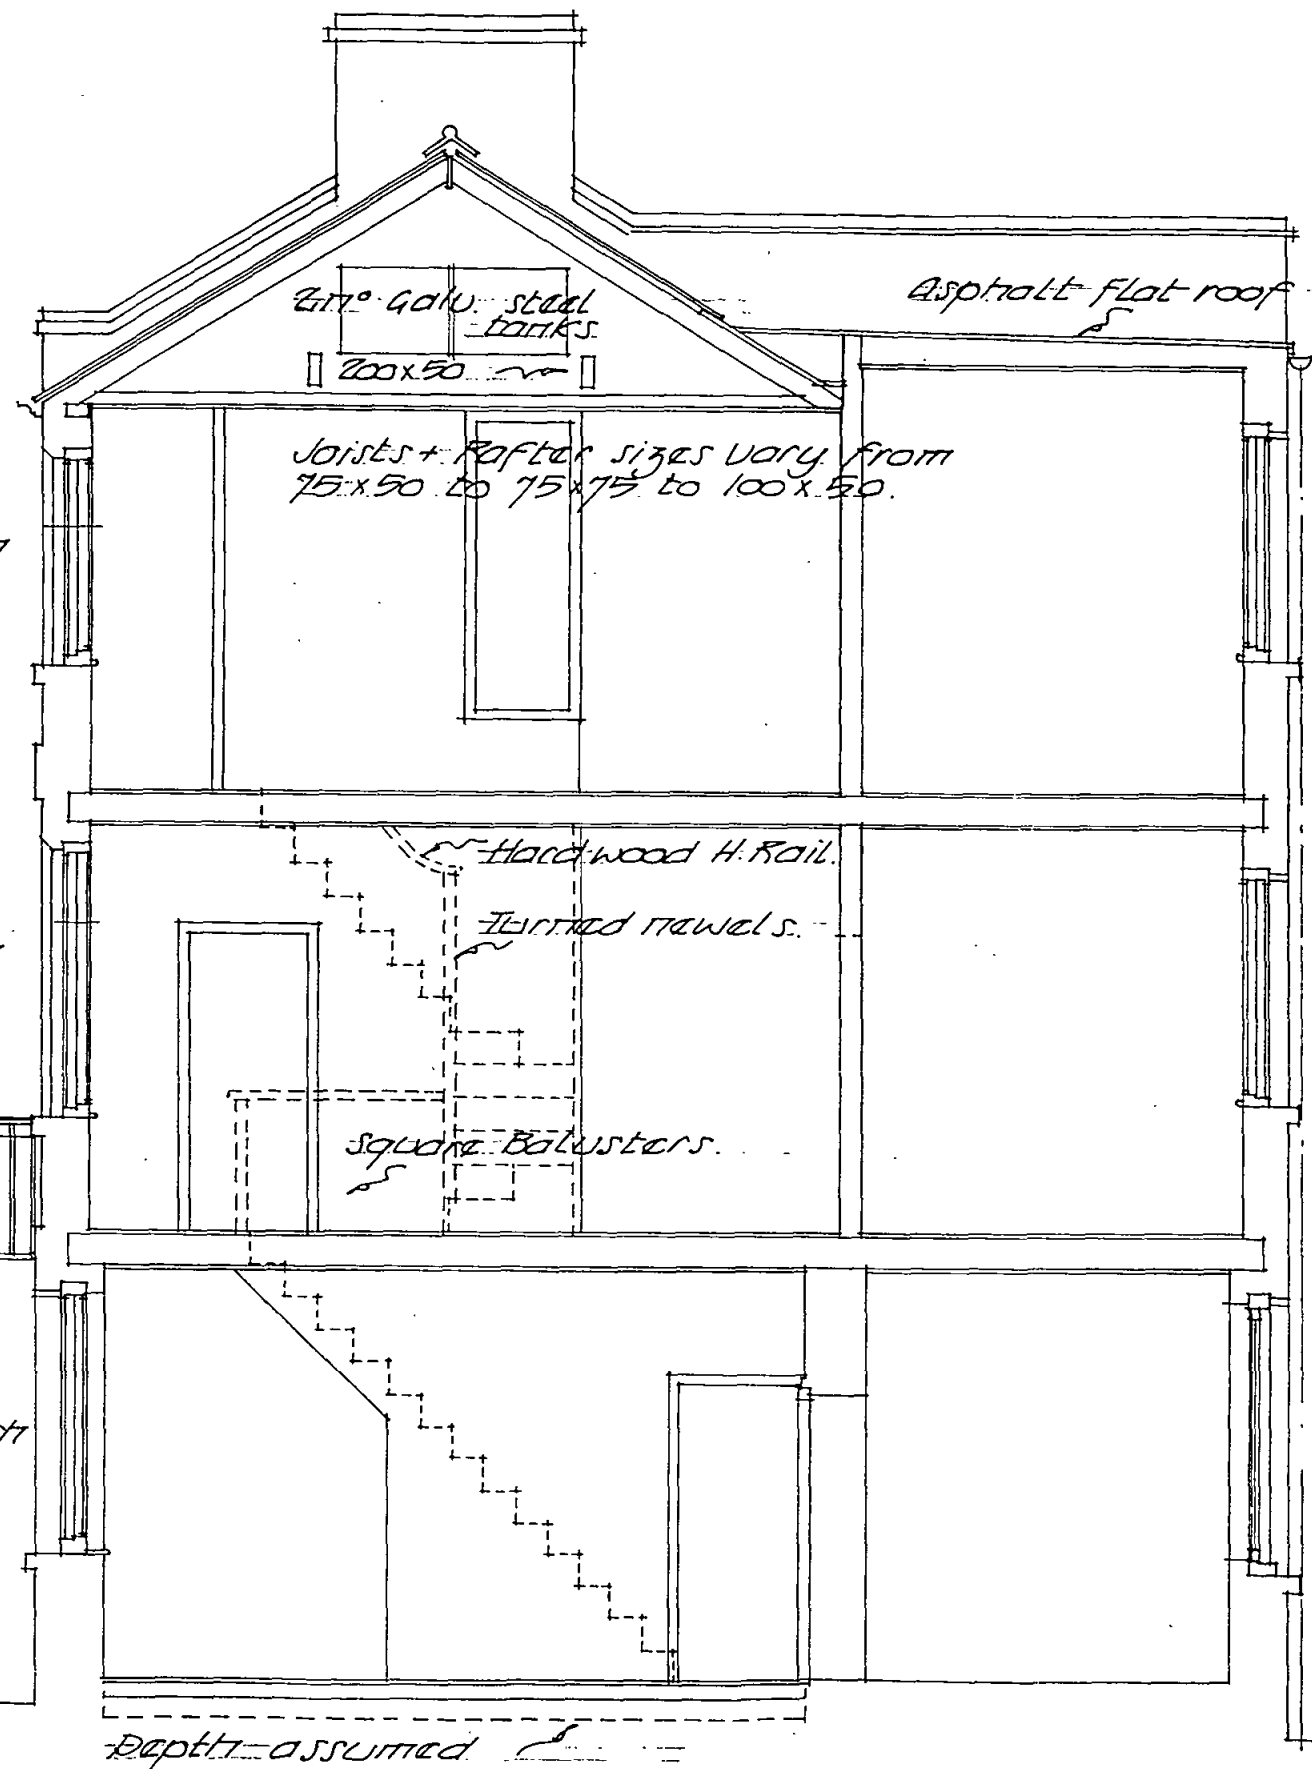 Asphalt flat roof
2no Galv. steel
tanks
200x50
Joists + Rafter sizes vary from
75x50 to 75x75 to 100x50.
Hardwood H. Rail.
Turned newels.
Square Balusters.
Depth assumed